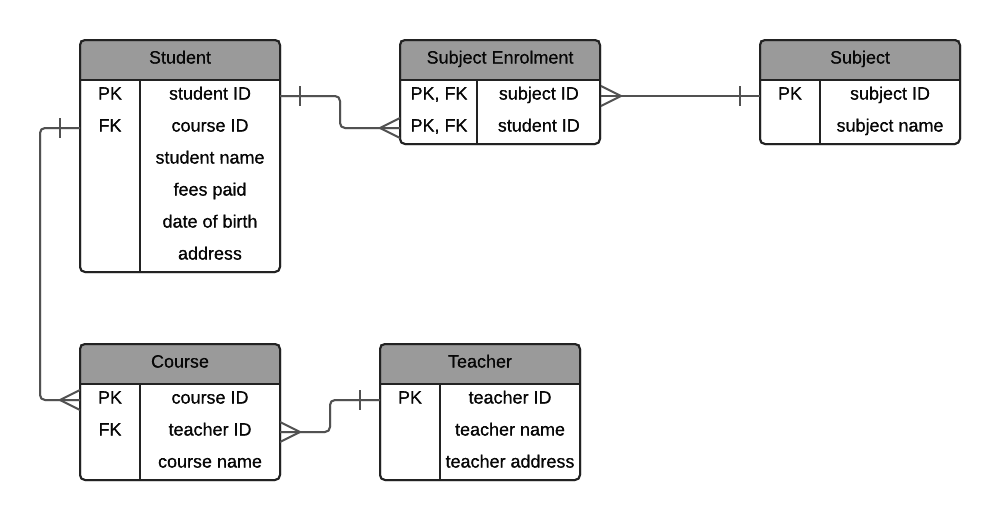 Student
PK student ID
FK course ID
student name
fees paid
date of birth
address
Subject Enrolment
PK, FK subject ID
PK, FK student ID
Subject
PK subject ID
subject name
Course
PK course ID
FK teacher ID
course name
Teacher
PK teacher ID
teacher name
teacher address